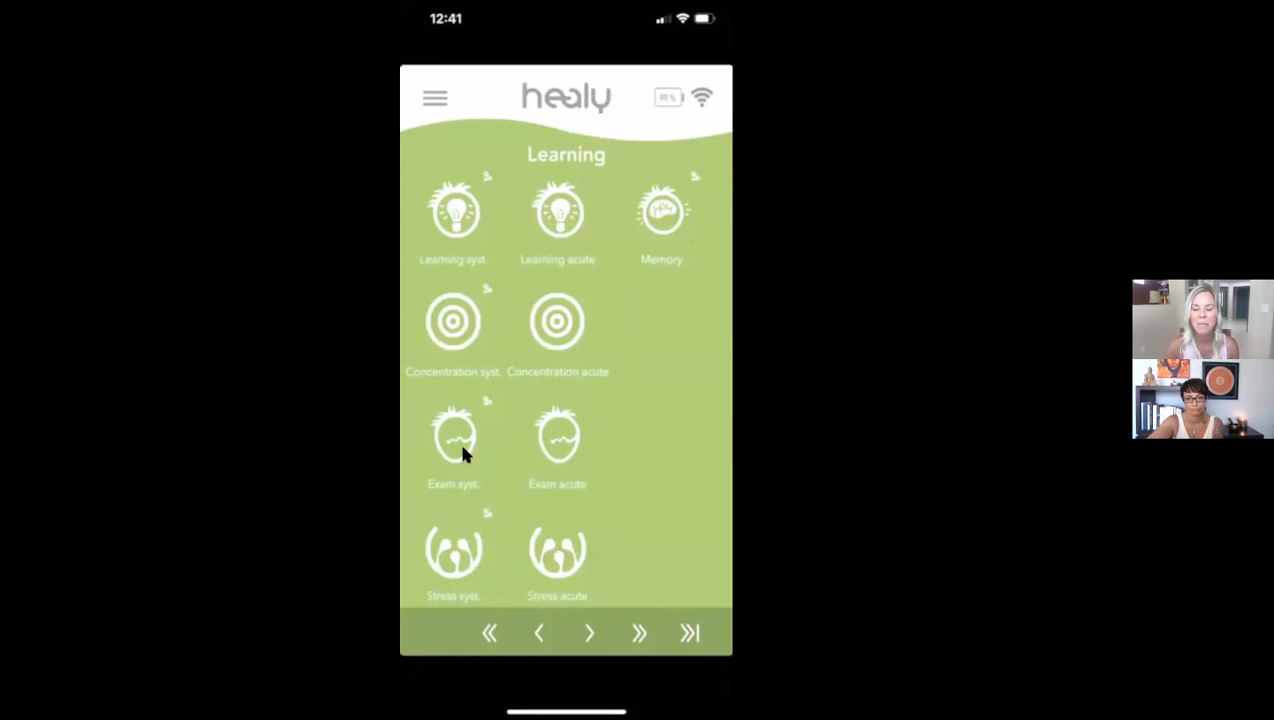 12:41
healy
99 %
Learning
Learning syst.
Learning acute
Memory
Concentration syst.
Concentration acute
Exam syst.
Exam acute
Stress syst.
Stress acute